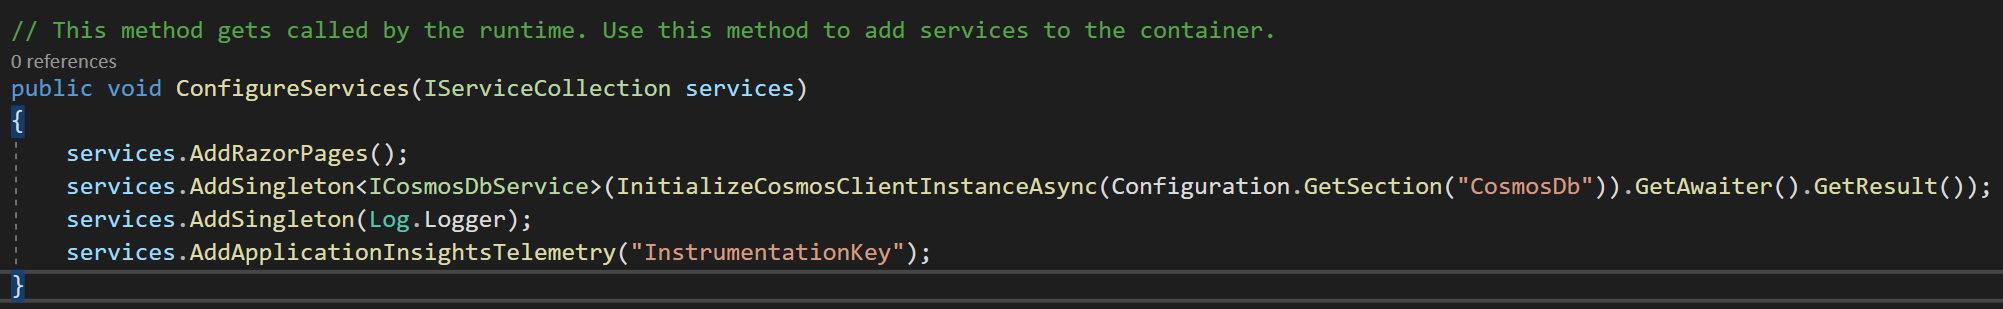 // This method gets called by the runtime. Use this method to add services to the container.
0 references
public void ConfigureServices(IServiceCollection services)
{
services.AddRazorPages();
services.AddSingleton<ICosmosDbService>(InitializeCosmosClientInstanceAsync(Configuration.GetSection("CosmosDb")).GetAwaiter().GetResult());
services.AddSingleton(Log.Logger);
services.AddApplicationInsightsTelemetry("InstrumentationKey");
}